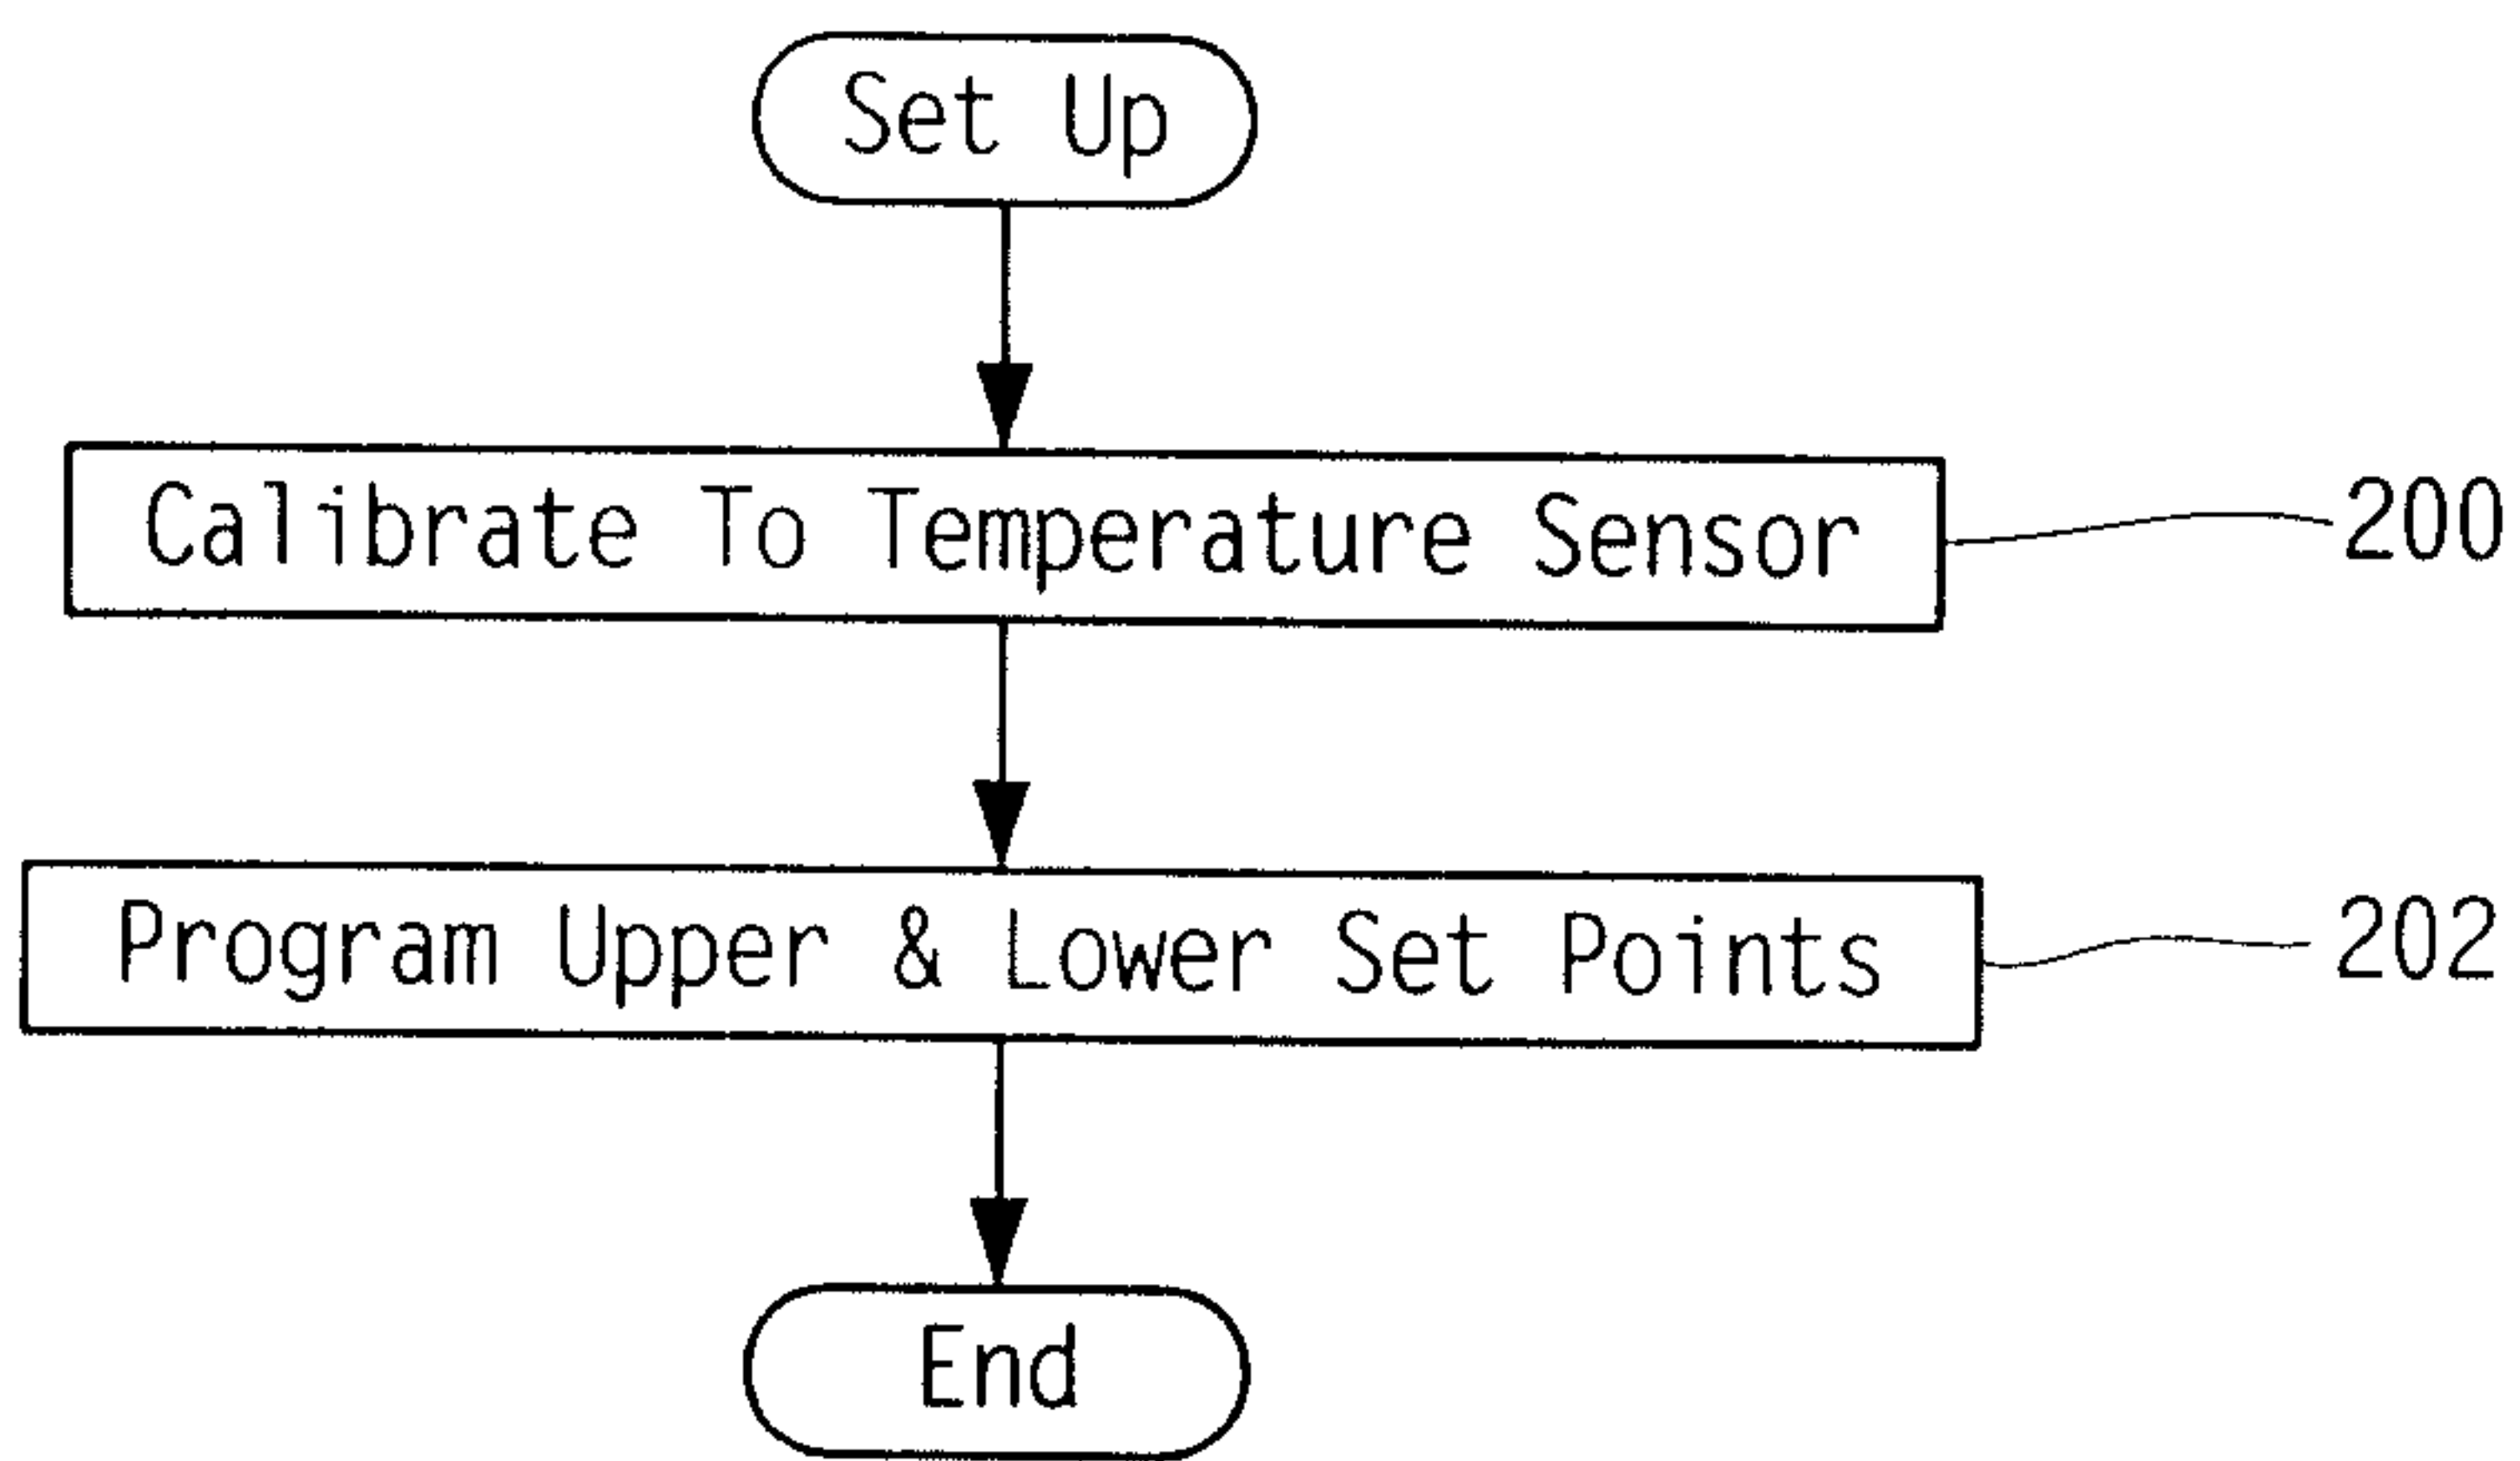 Set Up
Calibrate To Temperature Sensor
200
Program Upper & Lower Set Points
202
End